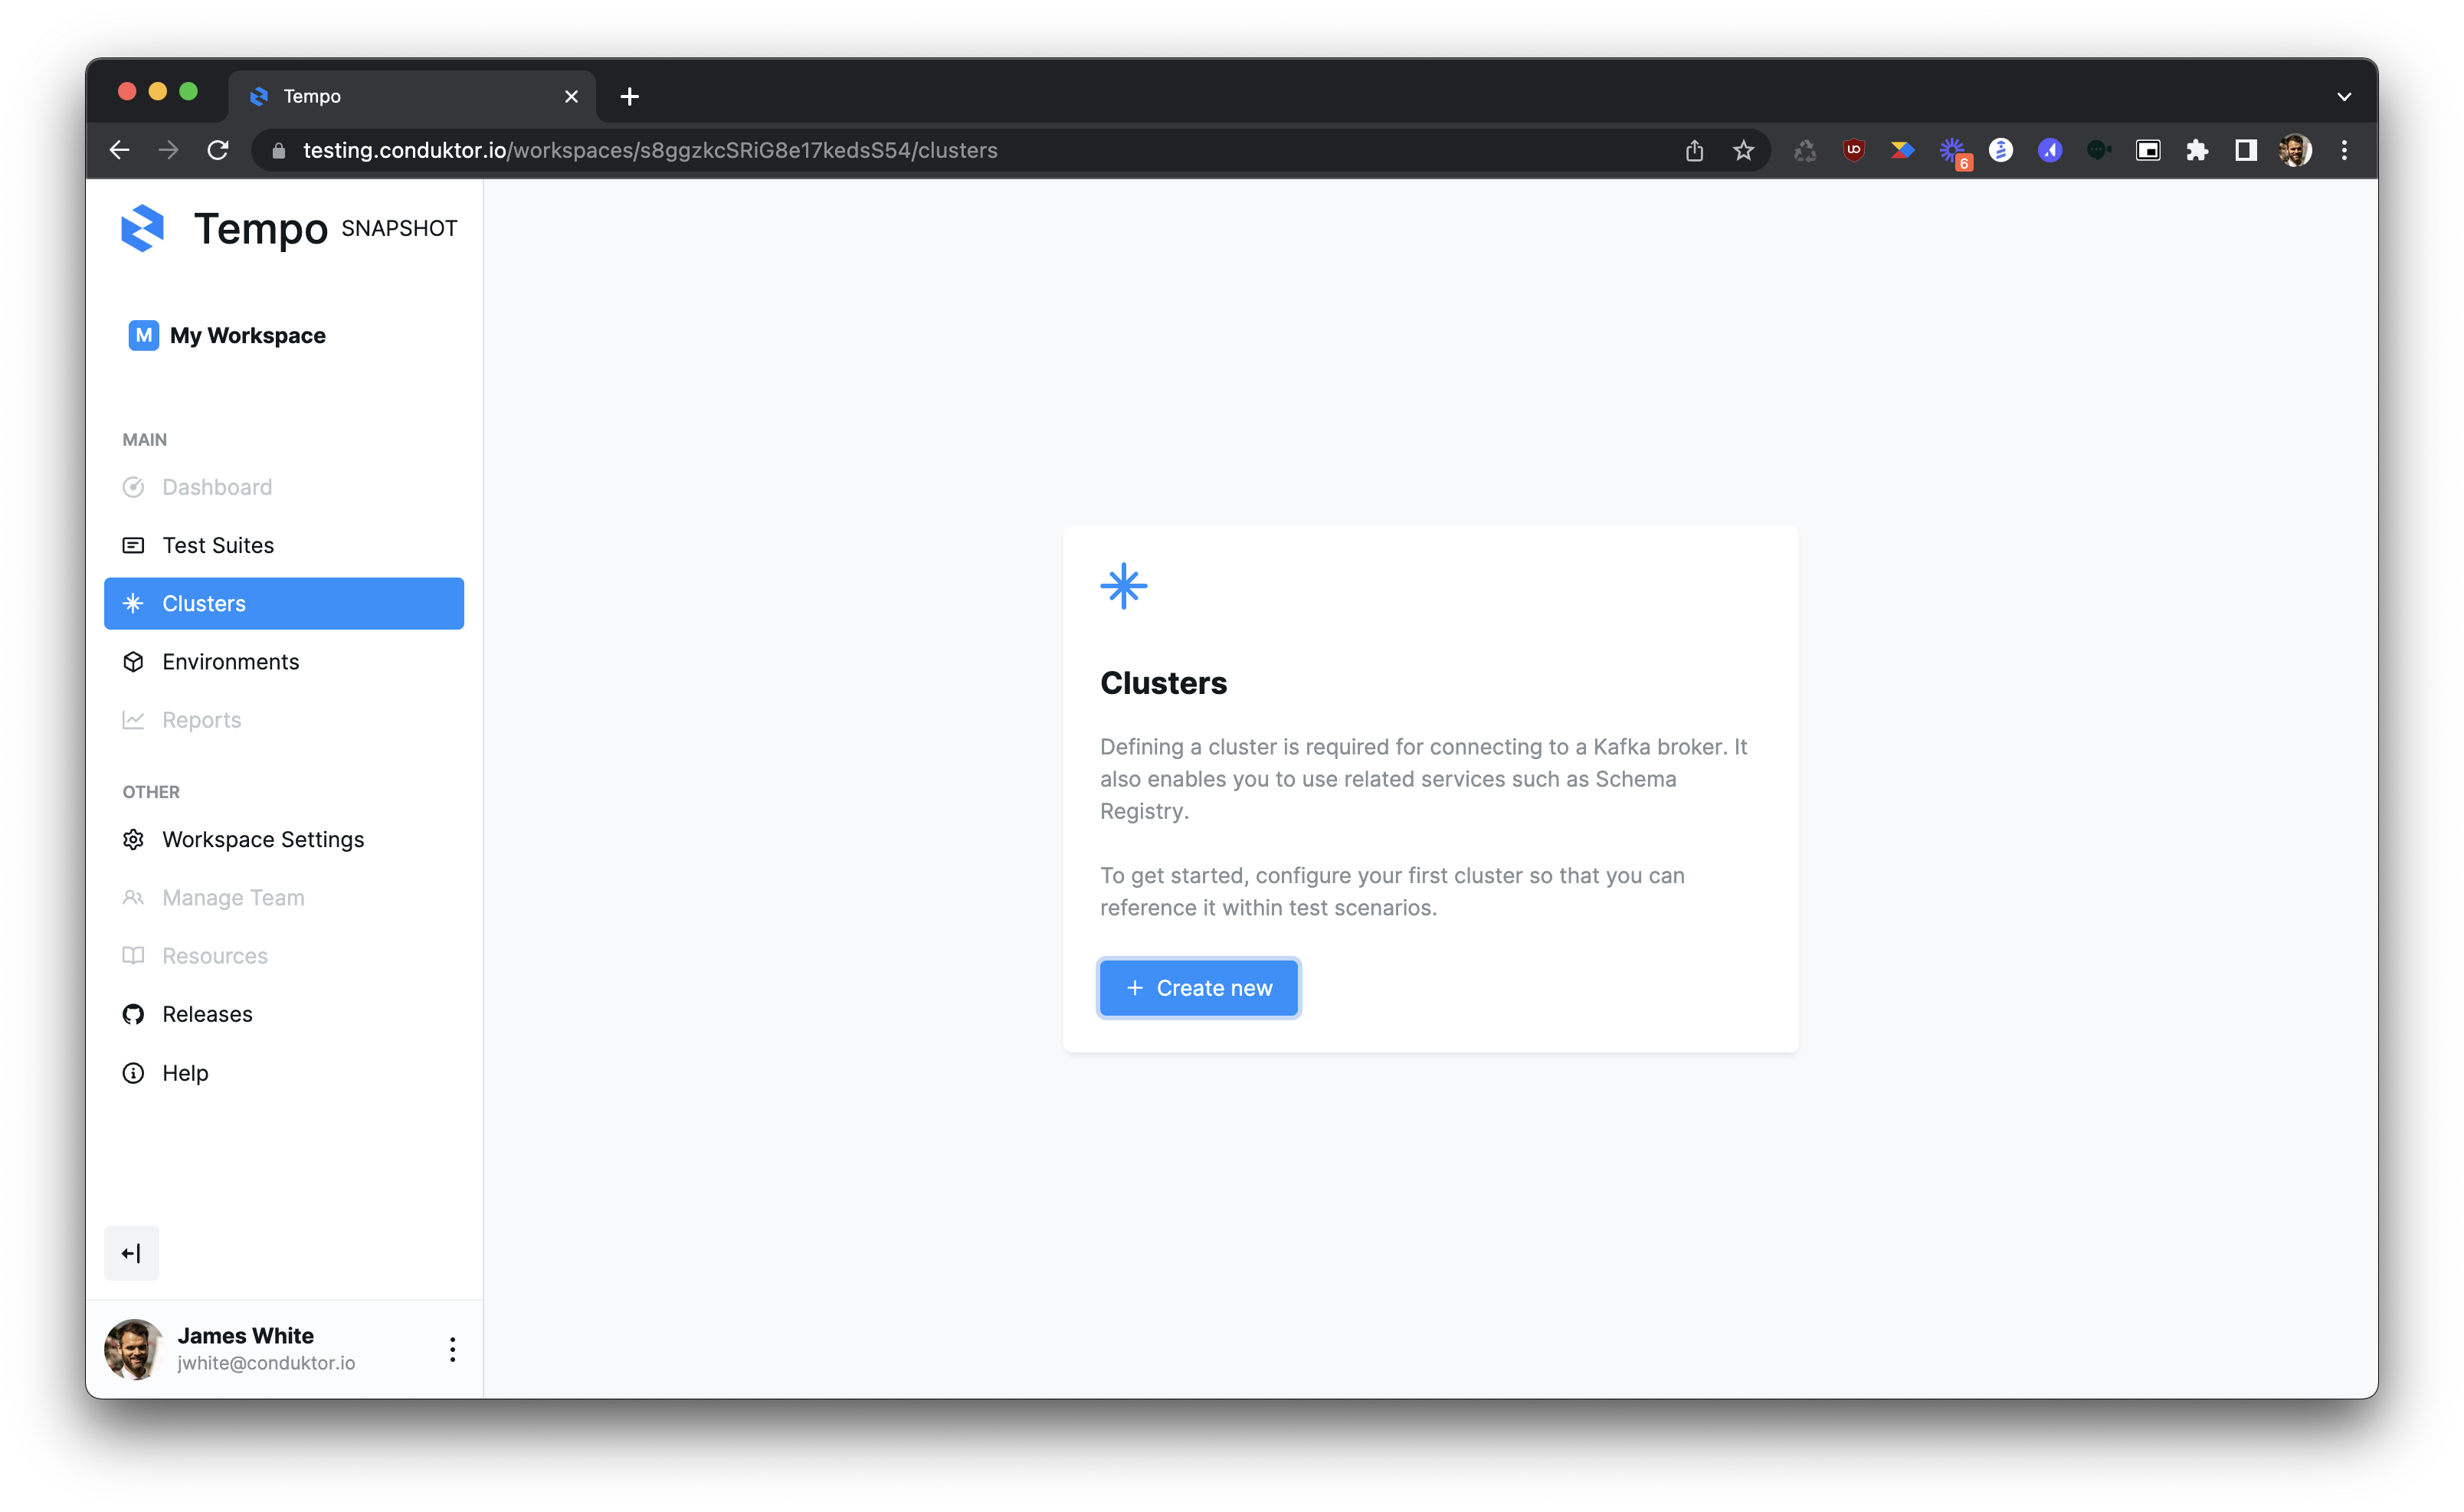 Tempo
testing.conduktor.io/workspaces/s8ggzkcSRiG8e17kedsS54/clusters
6
Tempo SNAPSHOT
M My Workspace
MAIN
Dashboard
Test Suites
Clusters
Environments
Reports
OTHER
Workspace Settings
Manage Team
Resources
Releases
Help
James White
jwhite@conduktor.io
Clusters
Defining a cluster is required for connecting to a Kafka broker. It
also enables you to use related services such as Schema
Registry.
To get started, configure your first cluster so that you can
reference it within test scenarios.
+ Create new